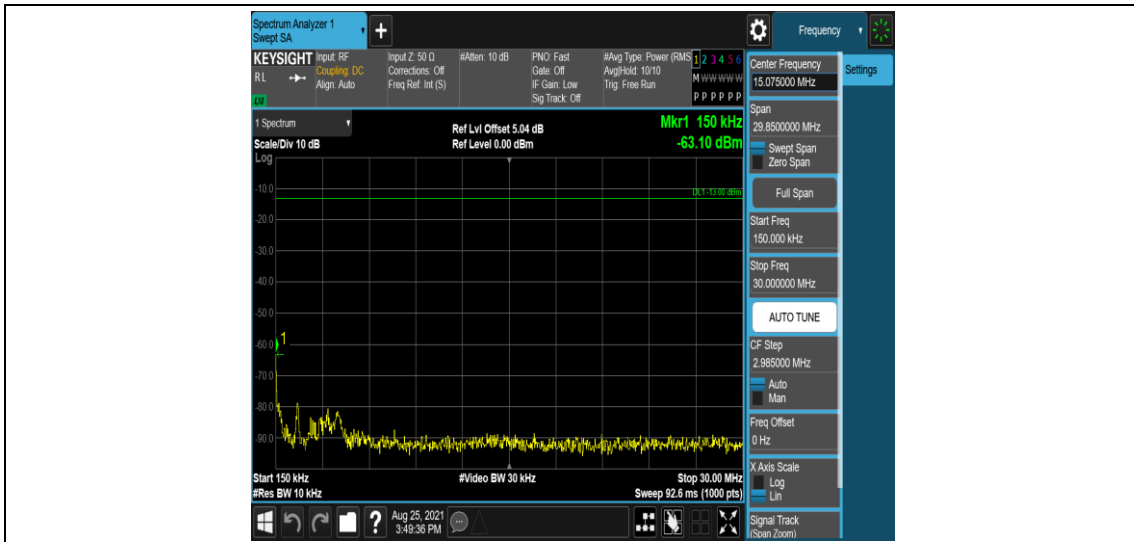 Spectrum Analyzer 1
Swept SA
+
Frequency
KEYSIGHT
RL
LXI
Input: RF
Coupling: DC
Align: Auto
Input Z: 50 Ω
Corrections: Off
Freq Ref: Int (S)
#Atten: 10 dB
PNO: Fast
Gate: Off
IF Gain: Low
Sig Track: Off
#Avg Type: Power (RMS
Avg|Hold: 10/10
Trig: Free Run
1 2 3 4 5 6
M W W W W W
P P P P P P
1 Spectrum
Scale/Div 10 dB
Log
Ref Lvl Offset 5.04 dB
Ref Level 0.00 dBm
Mkr1 150 kHz
-63.10 dBm
DL1 -13.00 dBm
-10.0
-20.0
-30.0
-40.0
-50.0
-60.0
1
-70.0
-80.0
-90.0
Start 150 kHz
#Video BW 30 kHz
Stop 30.00 MHz
#Res BW 10 kHz
Sweep 92.6 ms (1000 pts)
Center Frequency
15.075000 MHz
Settings
Span
29.8500000 MHz
Swept Span
Zero Span
Full Span
Start Freq
150.000 kHz
Stop Freq
30.000000 MHz
AUTO TUNE
CF Step
2.985000 MHz
Auto
Man
Freq Offset
0 Hz
X Axis Scale
Log
Lin
Signal Track
(Span Zoom)
?
Aug 25, 2021
3:49:36 PM